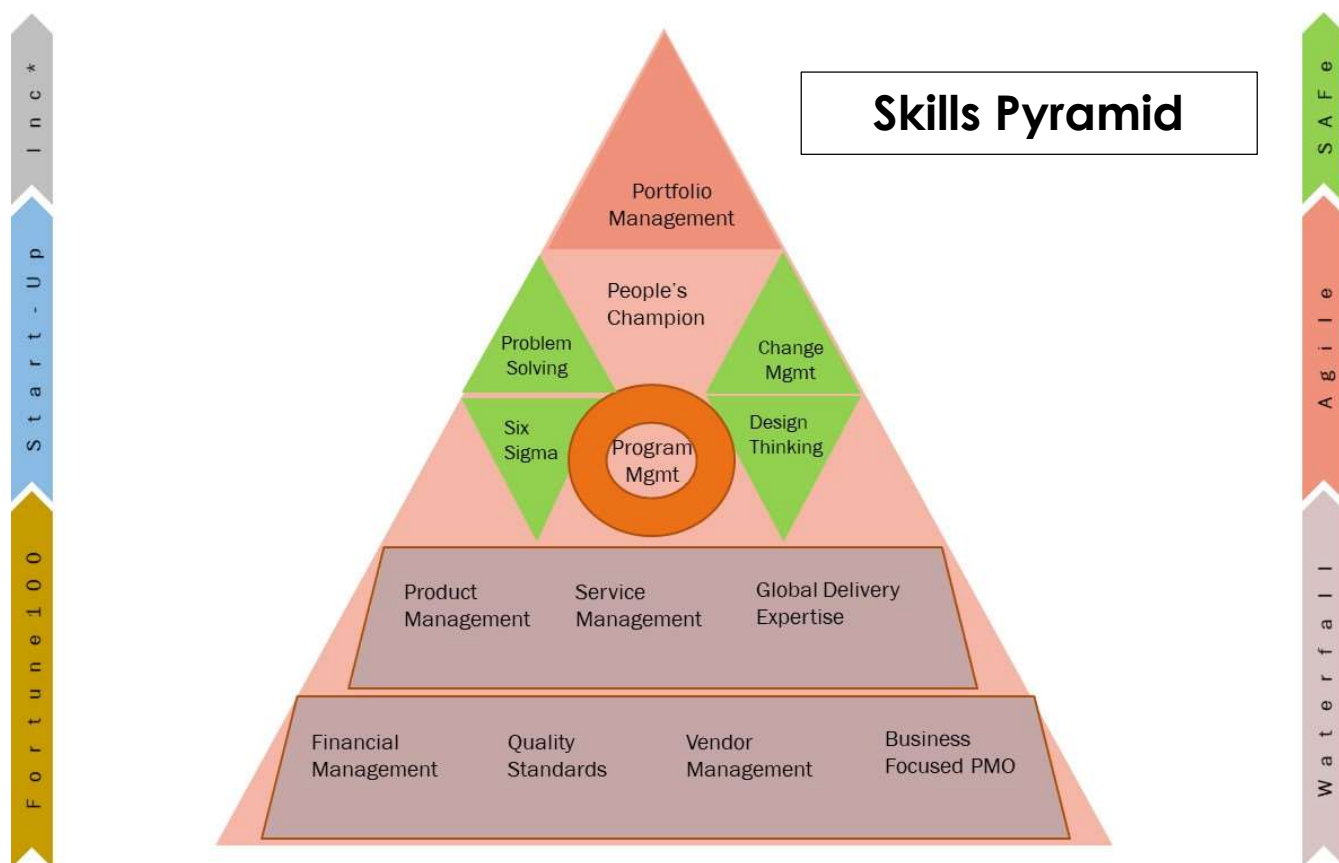 Skills Pyramid
Inc*
Start-Up
Fortune100
Portfolio
Management
People's
Champion
Problem
Solving
Change
Mgmt
Six
Sigma
Program
Mgmt
Design
Thinking
Product
Management
Service
Management
Global Delivery
Expertise
Financial
Management
Quality
Standards
Vendor
Management
Business
Focused PMO
SAFe
Agile
Waterfall